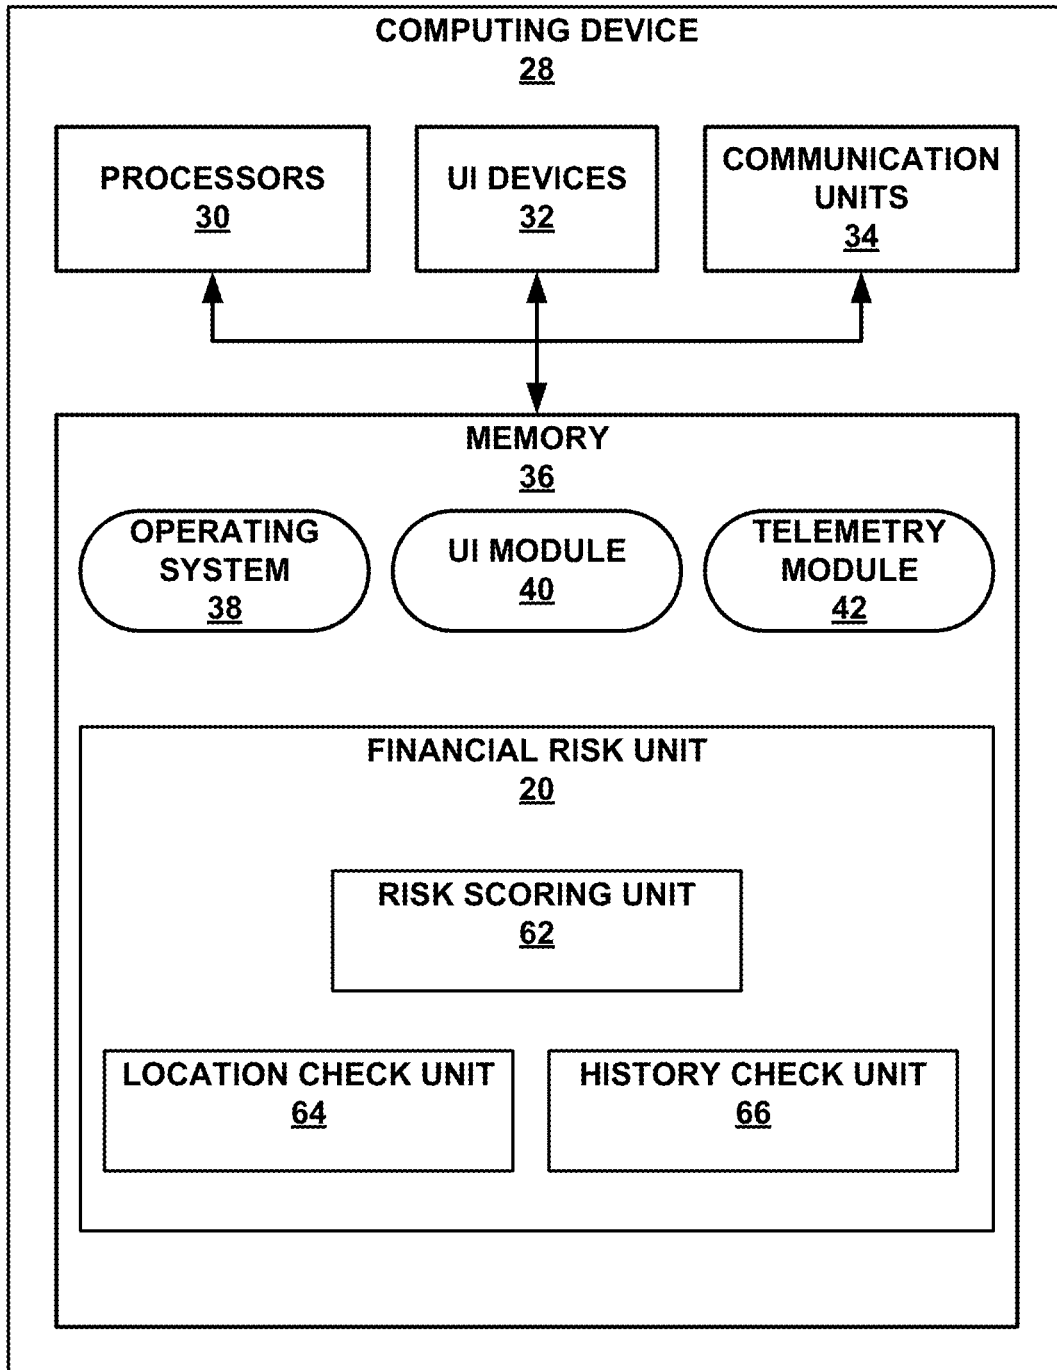 COMPUTING DEVICE
28
PROCESSORS
30
UI DEVICES
32
COMMUNICATION
UNITS
34
MEMORY
36
OPERATING
SYSTEM
38
UI MODULE
40
TELEMETRY
MODULE
42
FINANCIAL RISK UNIT
20
RISK SCORING UNIT
62
LOCATION CHECK UNIT
64
HISTORY CHECK UNIT
66